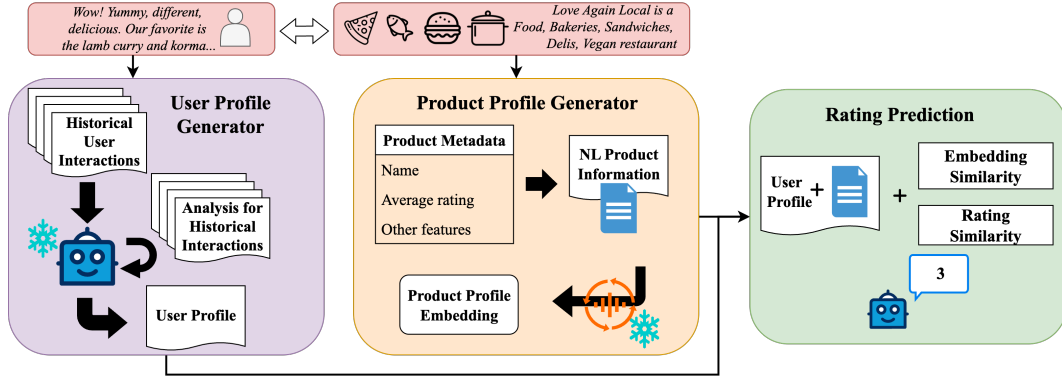 Wow! Yummy, different,
delicious. Our favorite is
the lamb curry and korma...
Love Again Local is a
Food, Bakeries, Sandwiches,
Delis, Vegan restaurant
User Profile
Generator
Historical
User
Interactions
Analysis for
Historical
Interactions
User Profile
Product Profile Generator
Product Metadata
Name
Average rating
Other features
NL Product
Information
Product Profile
Embedding
Rating Prediction
User
Profile
+
+
Embedding
Similarity
Rating
Similarity
3